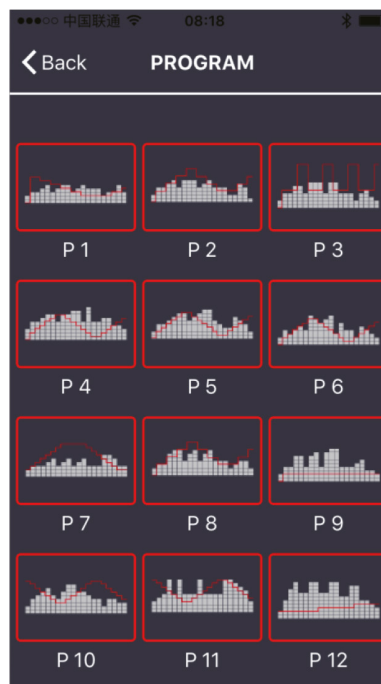 ●●●○○ 中国联通 08:18
Back PROGRAM
P 1 P 2 P 3
P 4 P 5 P 6
P 7 P 8 P 9
P 10 P 11 P 12